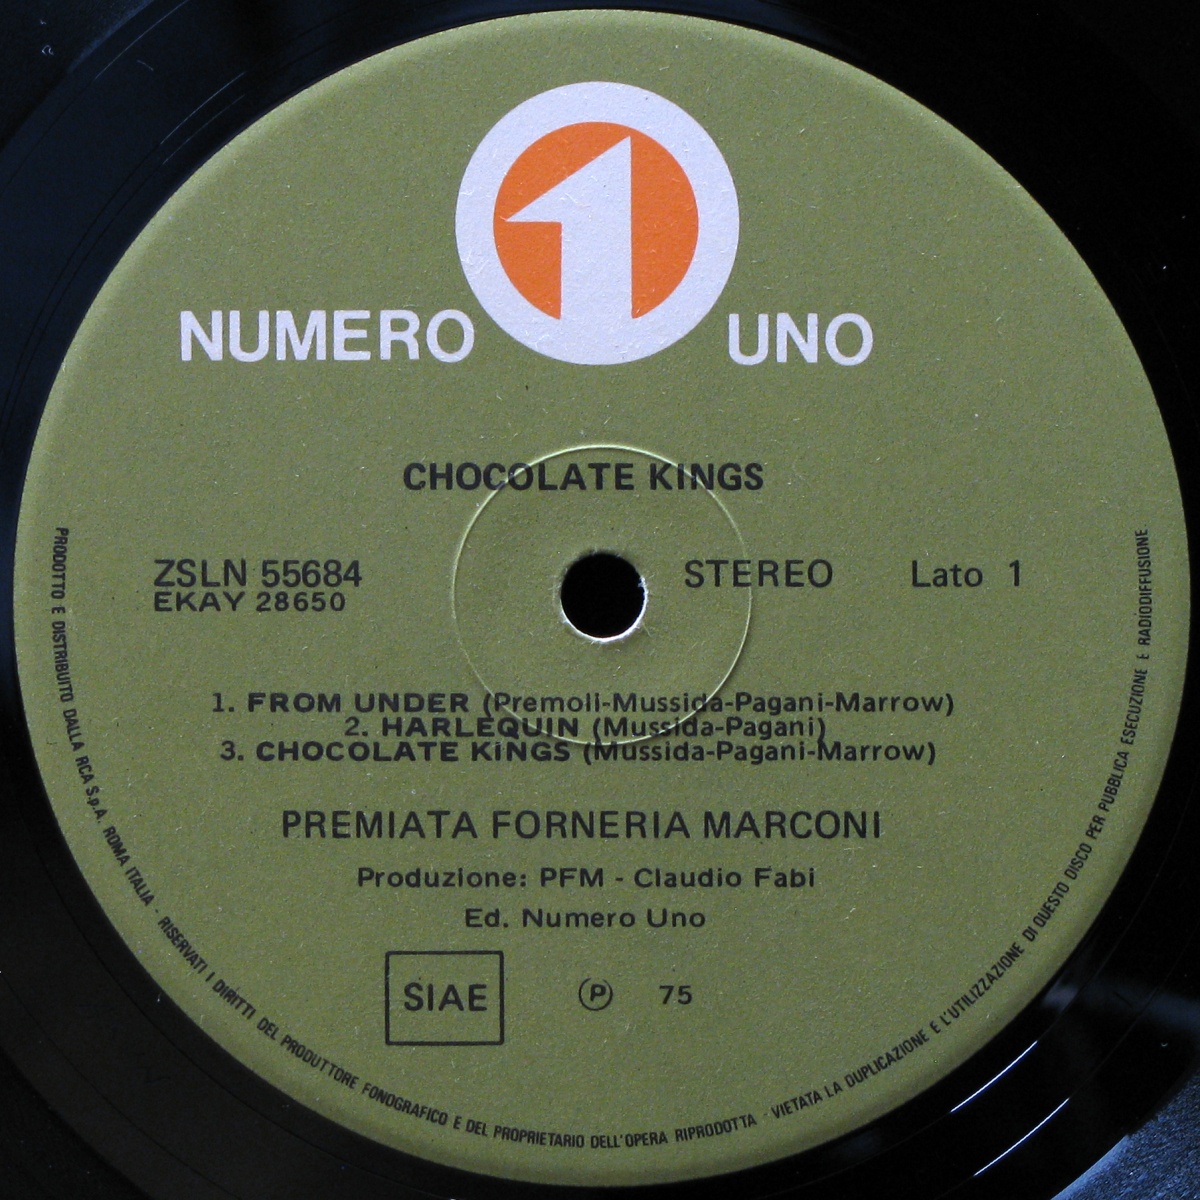 NUMERO 1 UNO
CHOCOLATE KINGS
ZSLN 55684 STEREO Lato 1
EKAY 28650
1. FROM UNDER (Premoli-Mussida-Pagani-Marrow)
2. HARLEQUIN (Mussida-Pagani)
3. CHOCOLATE KINGS (Mussida-Pagani-Marrow)
PREMIATA FORNERIA MARCONI
Produzione: PFM - Claudio Fabi
Ed. Numero Uno
SIAE Ⓟ 75
PRODOTTO E DISTRIBUITO DALLA RCA S.p.A. ROMA ITALIA - RISERVATI I DIRITTI DEL PRODUTTORE FONOGRAFICO E DEL PROPRIETARIO DELL'OPERA RIPRODOTTA - VIETATA LA DUPLICAZIONE E L'UTILIZZAZIONE DI QUESTO DISCO PER PUBBLICA ESECUZIONE E RADIODIFFUSIONE